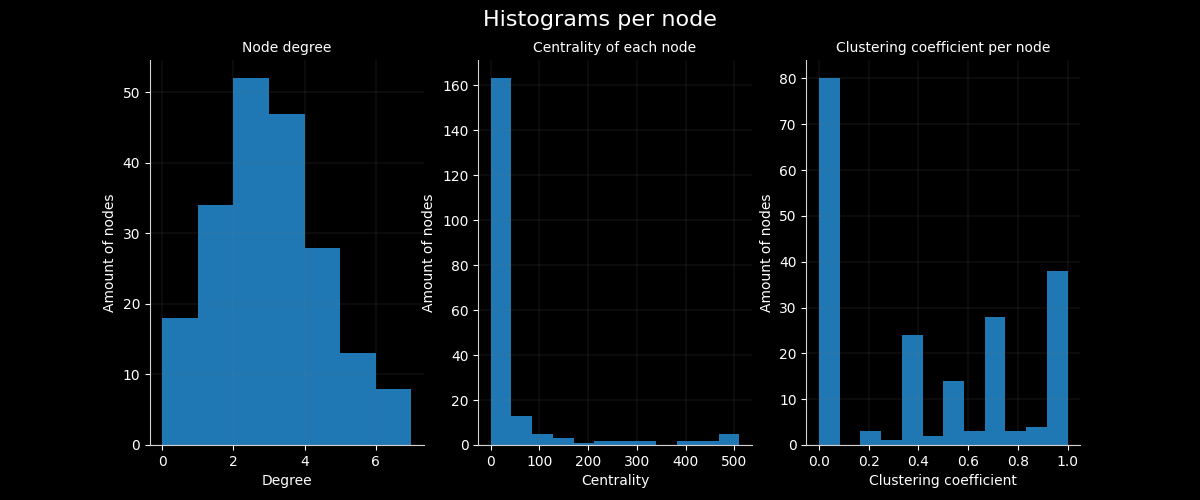 Histograms per node
Node degree
Amount of nodes
50
40
30
20
10
0
0 2 4 6
Degree
Centrality of each node
Amount of nodes
160
140
120
100
80
60
40
20
0
0 100 200 300 400 500
Centrality
Clustering coefficient per node
Amount of nodes
80
70
60
50
40
30
20
10
0
0.0 0.2 0.4 0.6 0.8 1.0
Clustering coefficient